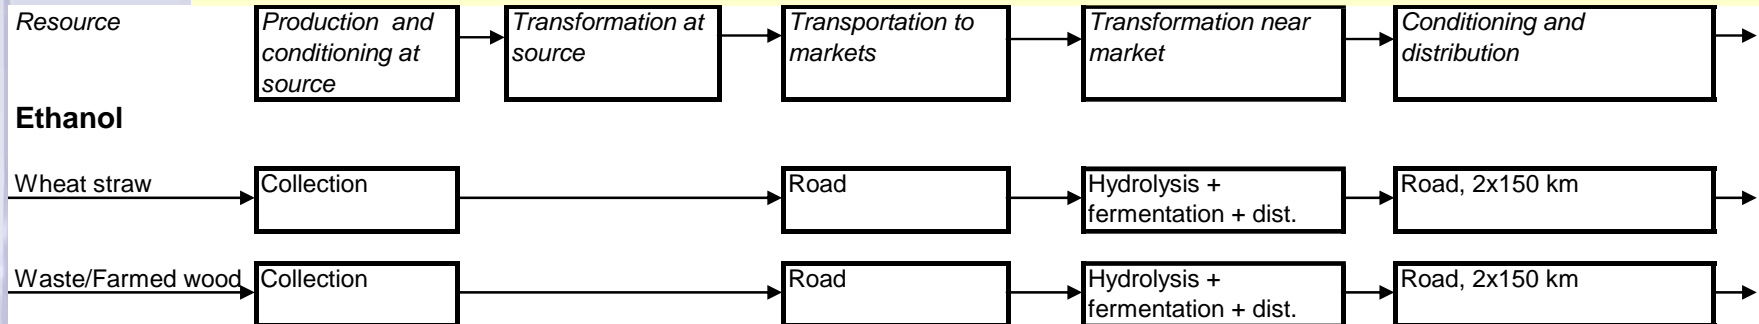 Resource
Production and
conditioning at
source
Transformation at
source
Transportation to
markets
Transformation near
market
Conditioning and
distribution
Ethanol
Wheat straw
Collection
Road
Hydrolysis +
fermentation + dist.
Road, 2x150 km
Waste/Farmed wood
Collection
Road
Hydrolysis +
fermentation + dist.
Road, 2x150 km